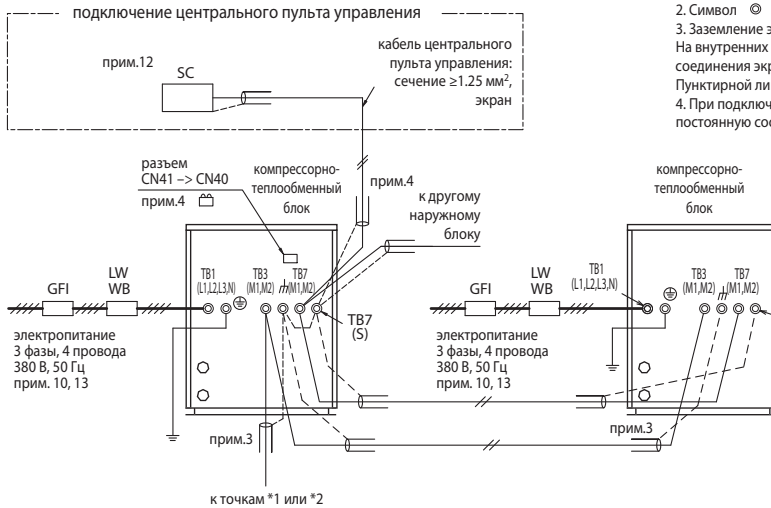 подключение центрального пульта управления
прим.12
SC
кабель центрального
пульта управления:
сечение ≥1.25 мм²,
экран
2. Символ ◎
3. Заземление э
На внутренних
соединения экр
Пунктирной ли
4. При подключ
постоянную сос
разъем
CN41 –> CN40
прим.4
компрессорно-
теплообменный
блок
прим.4
к другому
наружному
блоку
GFI
LW
WB
TB1
(L1,L2,L3,N)
TB3
(M1,M2)
TB7
(M1,M2)
TB7
(S)
электропитание
3 фазы, 4 провода
380 В, 50 Гц
прим. 10, 13
прим.3
к точкам *1 или *2
компрессорно-
теплообменный
блок
GFI
LW
WB
TB1
(L1,L2,L3,N)
TB3
(M1,M2)
TB7
(M1,M2)
электропитание
3 фазы, 4 провода
380 В, 50 Гц
прим. 10, 13
прим.3